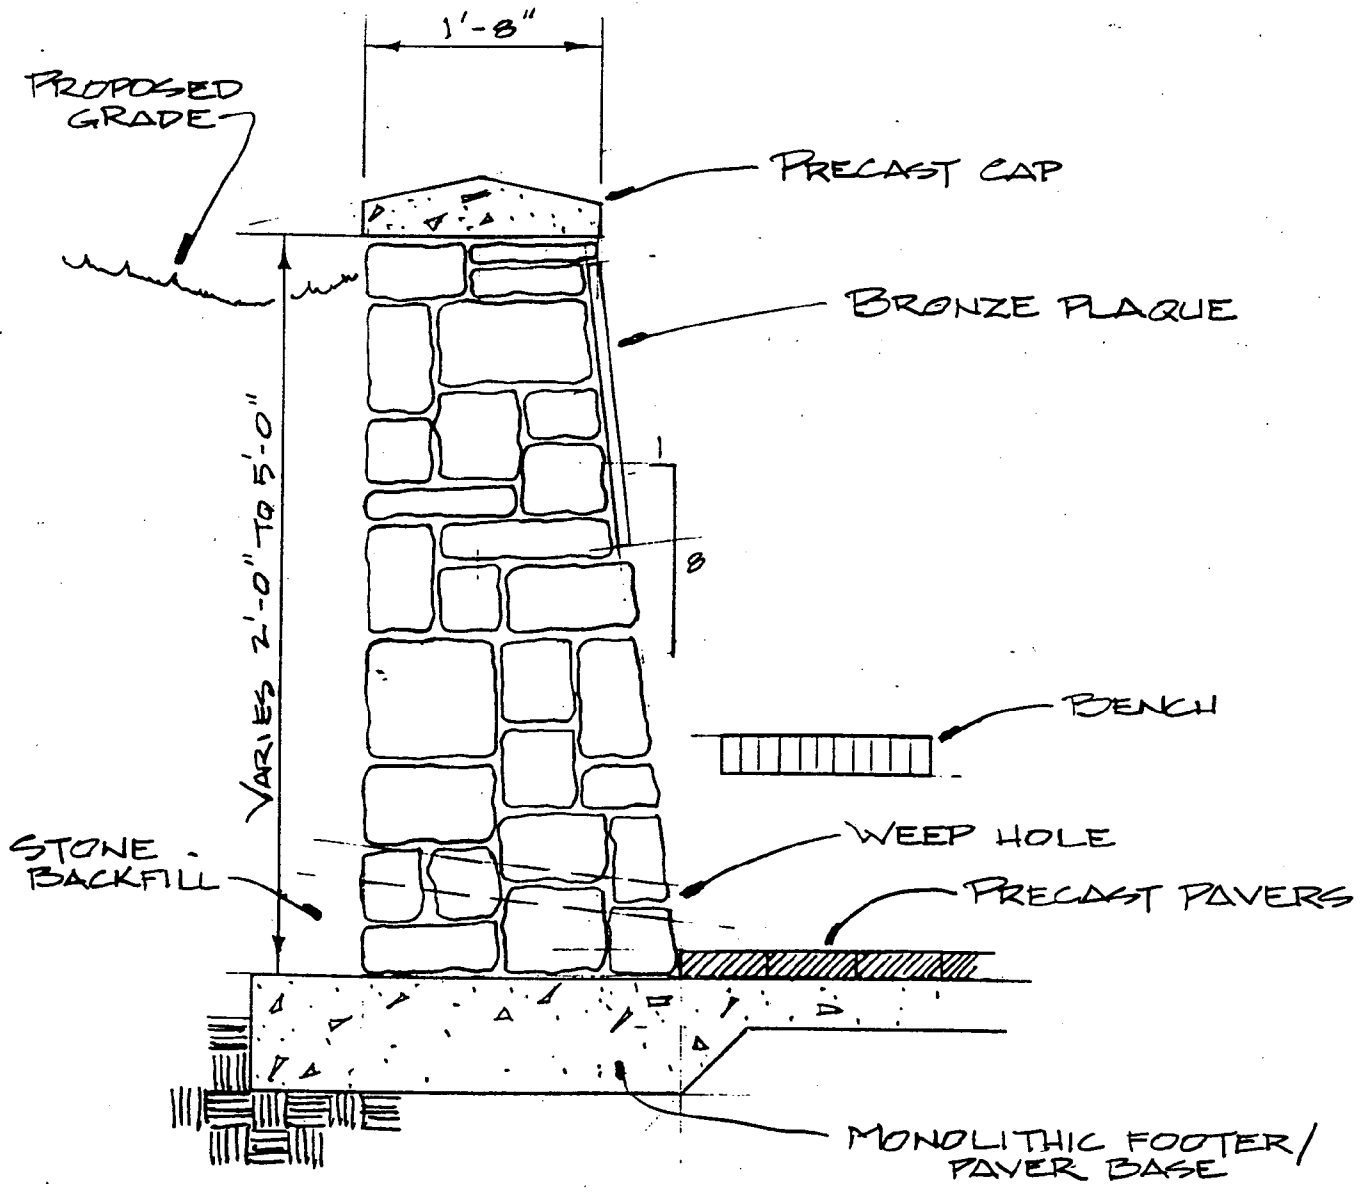 1'-8"
PROPOSED
GRADE
PRECAST CAP
BRONZE PLAQUE
1
8
VARIES 2'-0" TO 5'-0"
BENCH
WEEP HOLE
STONE
BACKFILL
PRECAST PAVERS
MONOLITHIC FOOTER/
PAVER BASE